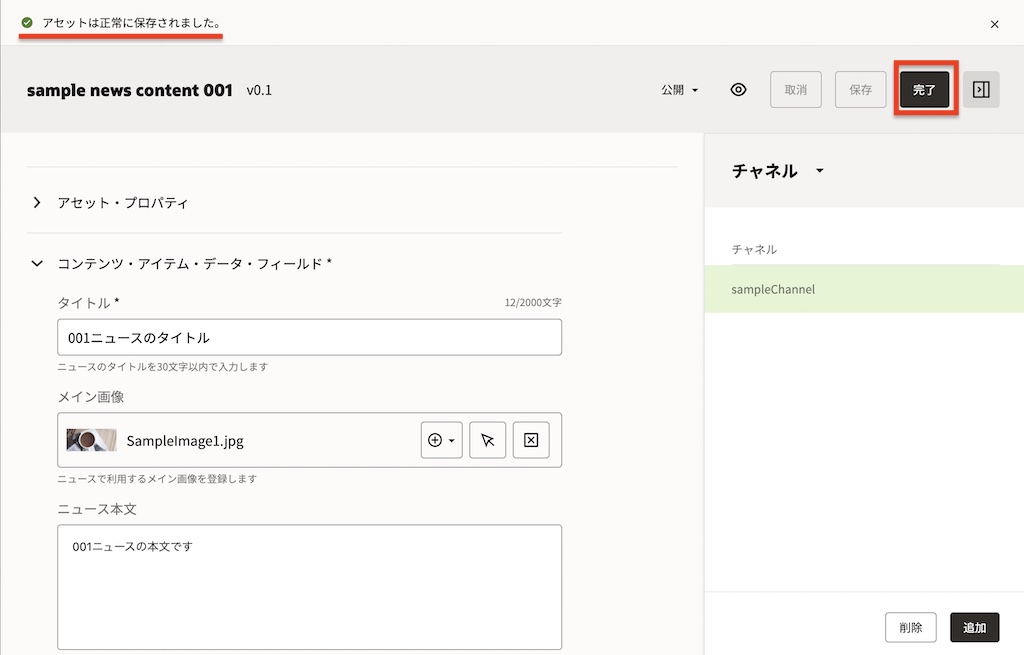 アセットは正常に保存されました。
sample news content 001 v0.1
公開
取消
保存
完了
チャネル
アセット・プロパティ
コンテンツ・アイテム・データ・フィールド *
チャネル
sampleChannel
タイトル *
12/2000文字
001ニュースのタイトル
ニュースのタイトルを30文字以内で入力します
メイン画像
SampleImage1.jpg
ニュースで利用するメイン画像を登録します
ニュース本文
001ニュースの本文です
削除
追加